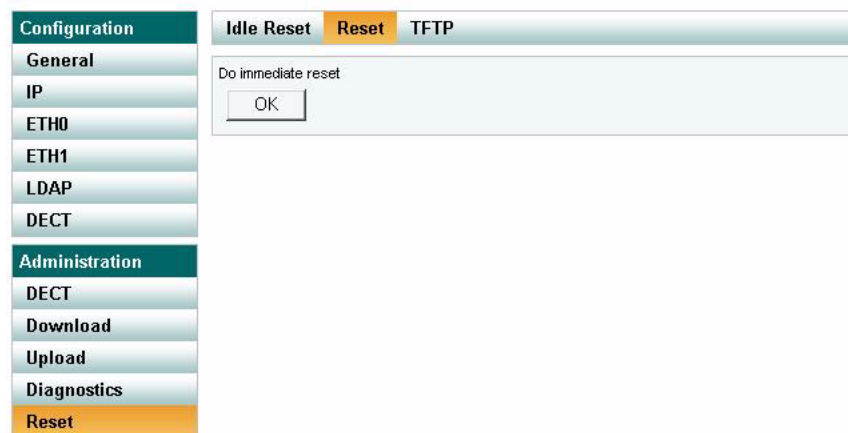 Configuration
General
IP
ETH0
ETH1
LDAP
DECT
Administration
DECT
Download
Upload
Diagnostics
Reset
Idle Reset Reset TFTP
Do immediate reset
OK